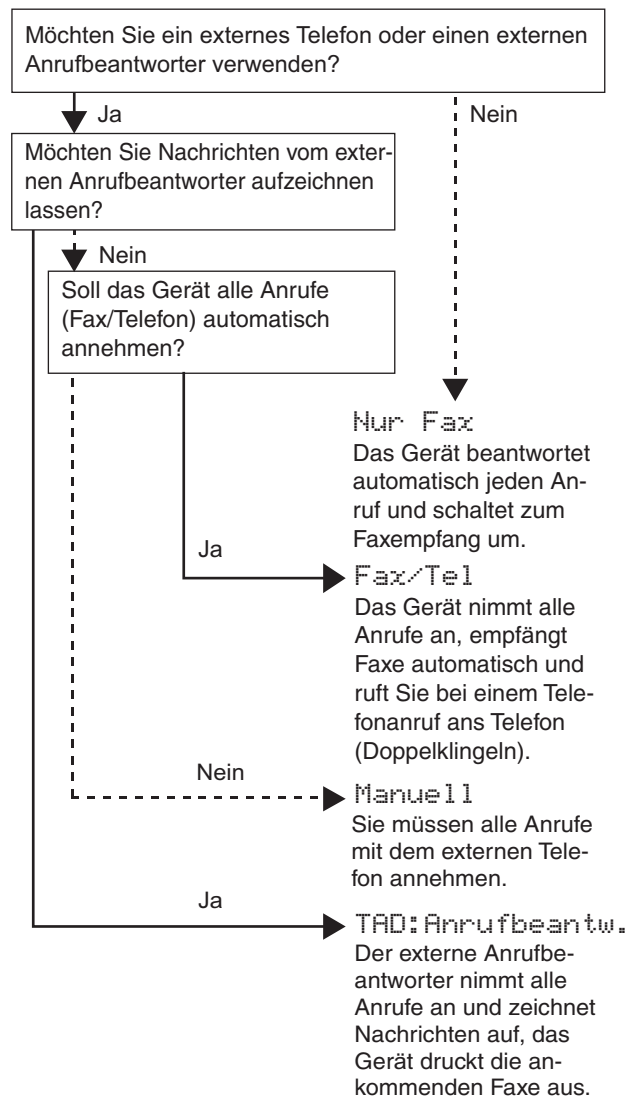 Möchten Sie ein externes Telefon oder einen externen
Anrufbeantworter verwenden?
Ja
Nein
Möchten Sie Nachrichten vom exter-
nen Anrufbeantworter aufzeichnen
lassen?
Nein
Soll das Gerät alle Anrufe
(Fax/Telefon) automatisch
annehmen?
Nur Fax
Das Gerät beantwortet
automatisch jeden An-
ruf und schaltet zum
Faxempfang um.
Ja
Fax/Tel
Das Gerät nimmt alle
Anrufe an, empfängt
Faxe automatisch und
ruft Sie bei einem Tele-
fonanruf ans Telefon
(Doppelklingeln).
Nein
Manuell
Sie müssen alle Anrufe
mit dem externen Tele-
fon annehmen.
Ja
TAD:Anrufbeantw.
Der externe Anrufbe-
antworter nimmt alle
Anrufe an und zeichnet
Nachrichten auf, das
Gerät druckt die an-
kommenden Faxe aus.